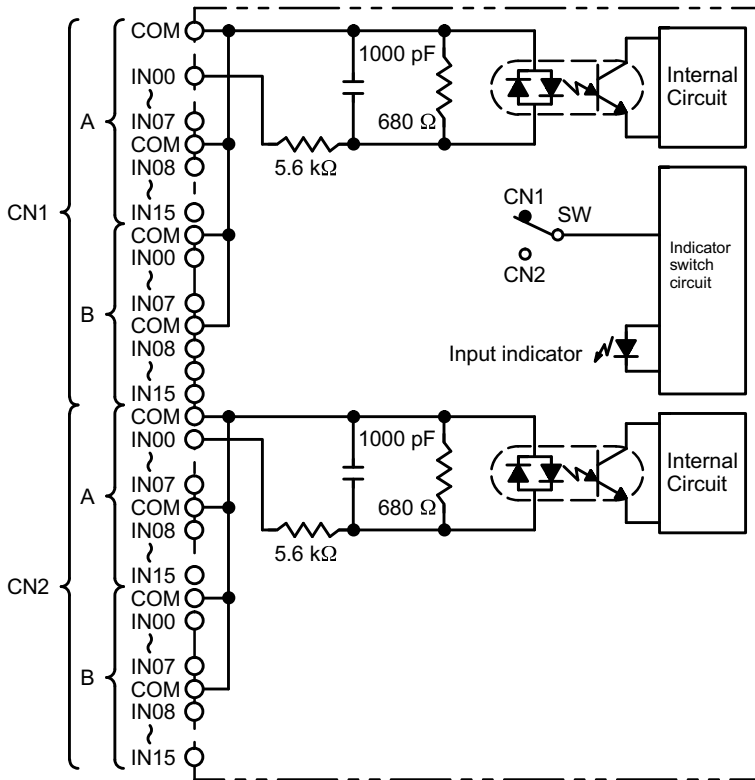 COM
IN00
~
IN07
COM
IN08
~
IN15
COM
IN00
~
IN07
COM
IN08
~
IN15
COM
IN00
~
IN07
COM
IN08
~
IN15
COM
IN00
~
IN07
COM
IN08
~
IN15
A
B
CN1
A
B
CN2
1000 pF
680 Ω
5.6 kΩ
Internal
Circuit
CN1
SW
CN2
Indicator
switch
circuit
Input indicator
1000 pF
680 Ω
5.6 kΩ
Internal
Circuit